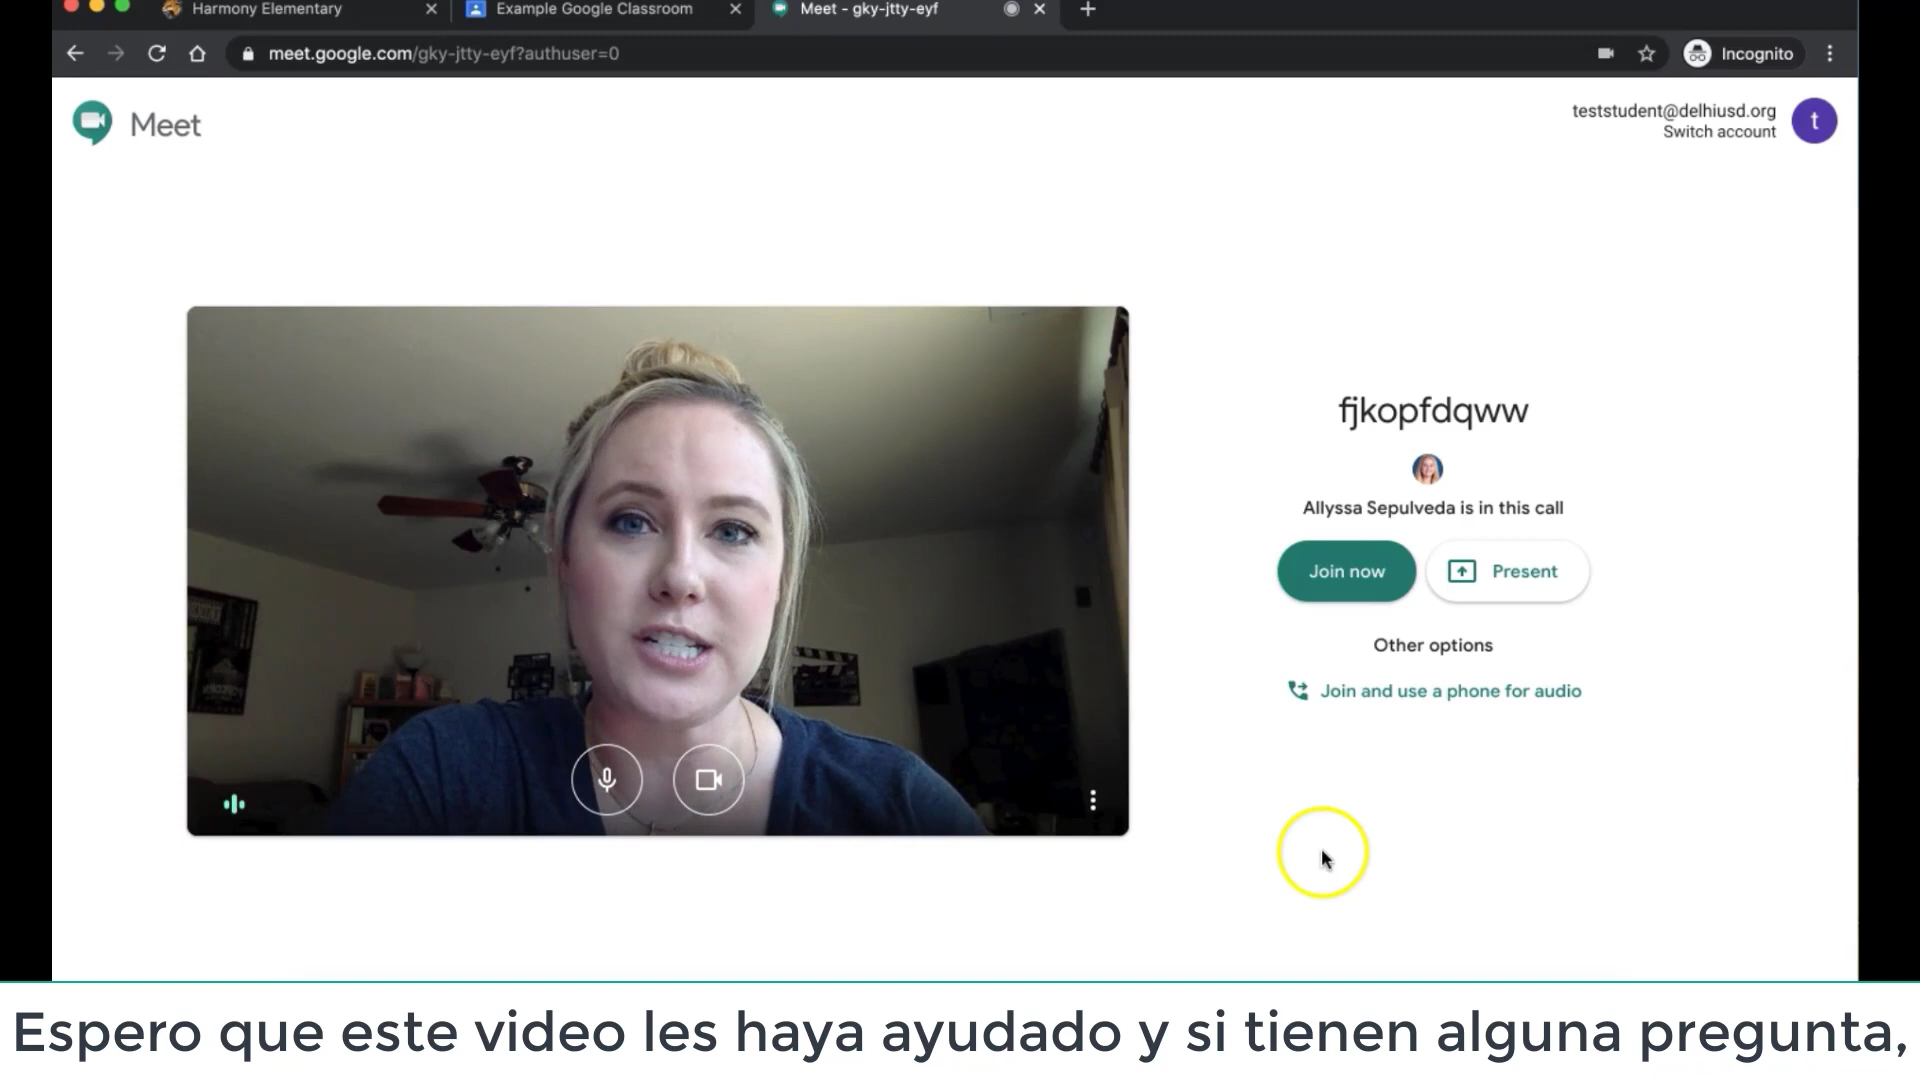 Harmony Elementary
Example Google Classroom
Meet - gky-jtty-eyf
meet.google.com/gky-jtty-eyf?authuser=0
Incognito
Meet
teststudent@delhiusd.org
Switch account
t
fjkopfdqww
Allyssa Sepulveda is in this call
Join now
Present
Other options
Join and use a phone for audio
Espero que este video les haya ayudado y si tienen alguna pregunta,